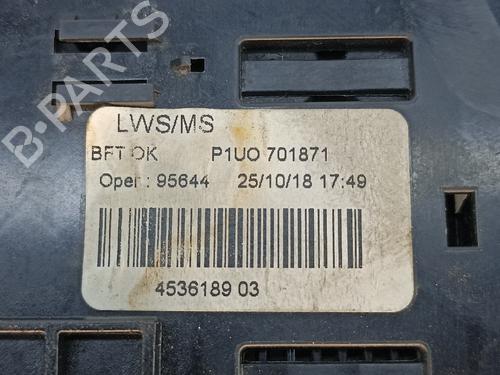 B-PARTS
LWS/MS
BFT OK P1UO 701871
Oper : 95644 25/10/18 17:49
4536189 03